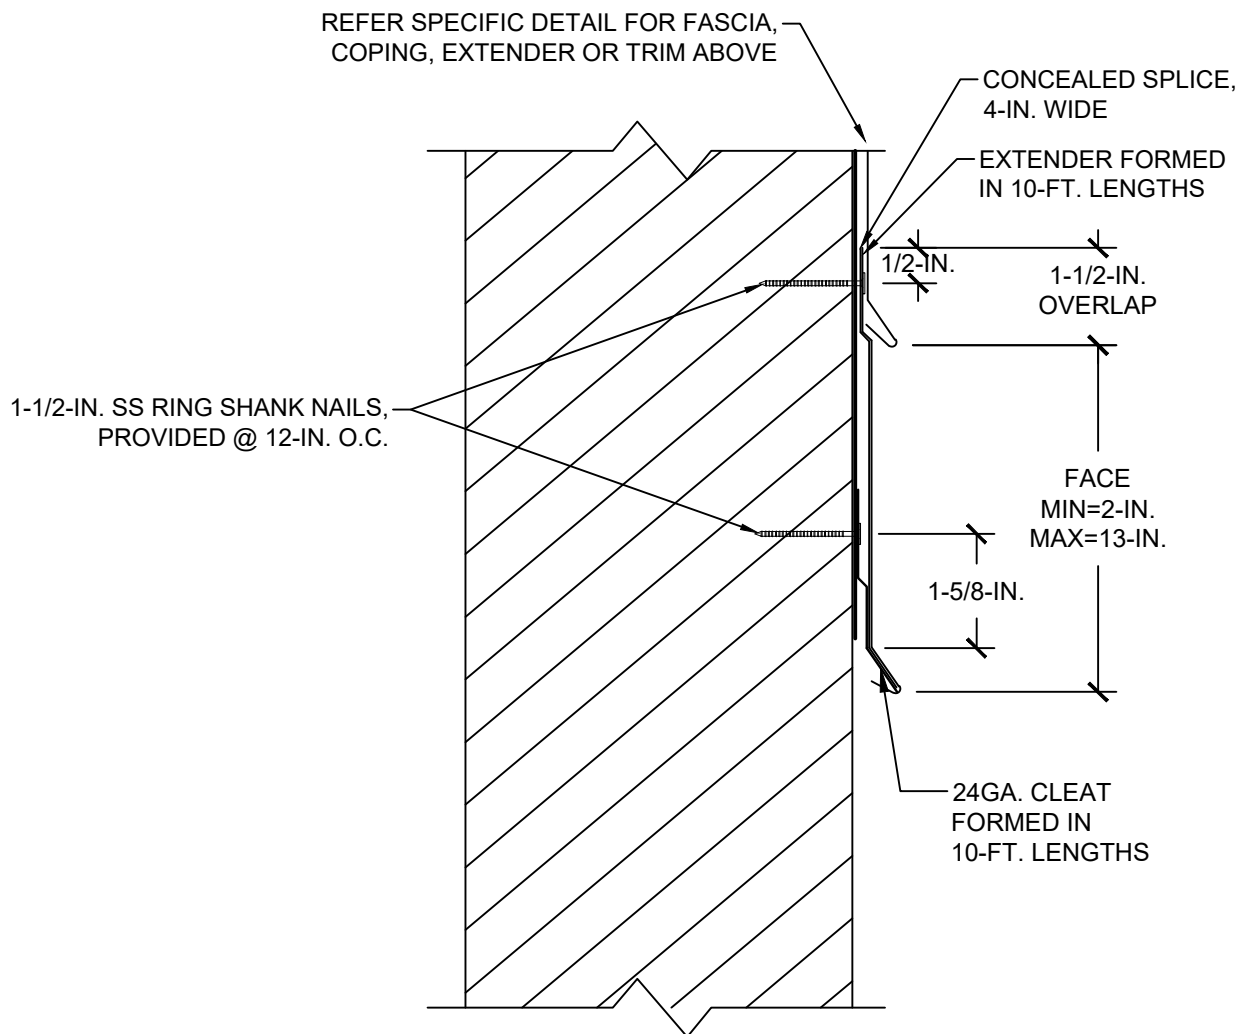 REFER SPECIFIC DETAIL FOR FASCIA,
COPING, EXTENDER OR TRIM ABOVE
CONCEALED SPLICE,
4-IN. WIDE
EXTENDER FORMED
IN 10-FT. LENGTHS
1/2-IN.
1-1/2-IN.
OVERLAP
1-1/2-IN. SS RING SHANK NAILS,
PROVIDED @ 12-IN. O.C.
FACE
MIN=2-IN.
MAX=13-IN.
1-5/8-IN.
24GA. CLEAT
FORMED IN
10-FT. LENGTHS